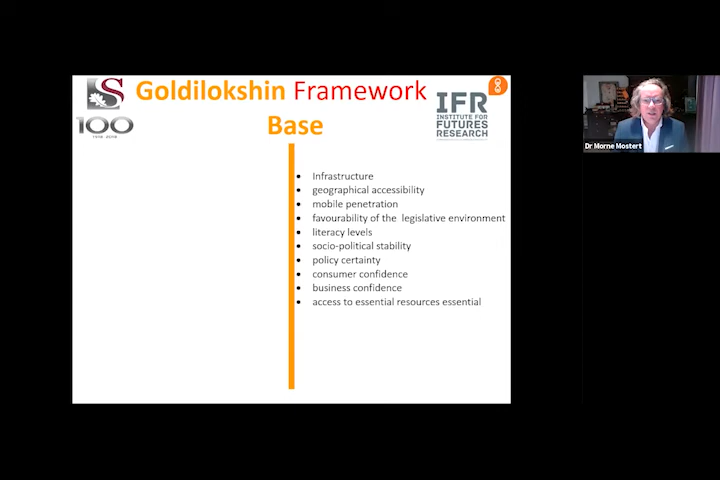 Goldilokshin Framework
Base
S
100
1918 · 2018
IFR
INSTITUTE FOR
FUTURES
RESEARCH
• Infrastructure
• geographical accessibility
• mobile penetration
• favourability of the legislative environment
• literacy levels
• socio-political stability
• policy certainty
• consumer confidence
• business confidence
• access to essential resources essential
Dr Morne Mostert